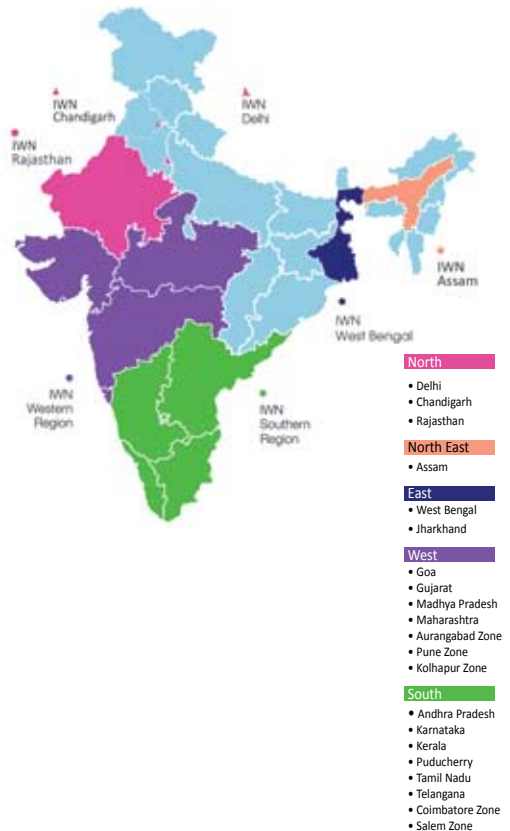 IWN
Chandigarh
IWN
Delhi
IWN
Rajasthan
IWN
Assam
IWN
West Bengal
IWN
Western
Region
IWN
Southern
Region
North
• Delhi
• Chandigarh
• Rajasthan
North East
• Assam
East
• West Bengal
• Jharkhand
West
• Goa
• Gujarat
• Madhya Pradesh
• Maharashtra
• Aurangabad Zone
• Pune Zone
• Kolhapur Zone
South
• Andhra Pradesh
• Karnataka
• Kerala
• Puducherry
• Tamil Nadu
• Telangana
• Coimbatore Zone
• Salem Zone